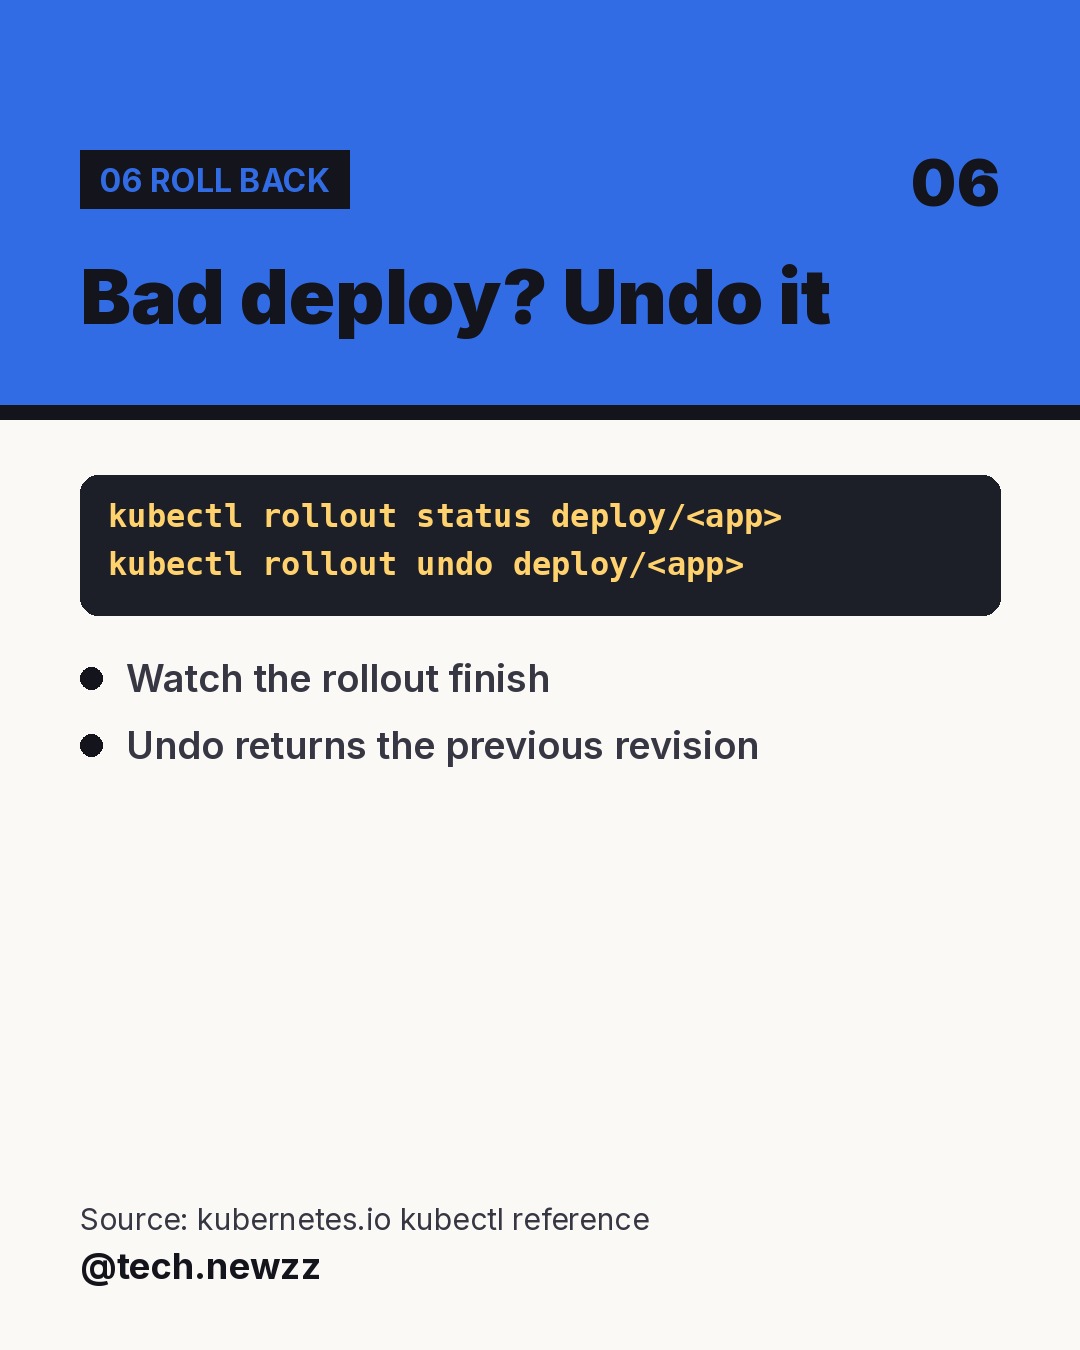 06 ROLL BACK
06
Bad deploy? Undo it
kubectl rollout status deploy/<app>
kubectl rollout undo deploy/<app>
Watch the rollout finish
Undo returns the previous revision
Source: kubernetes.io kubectl reference
@tech.newzz